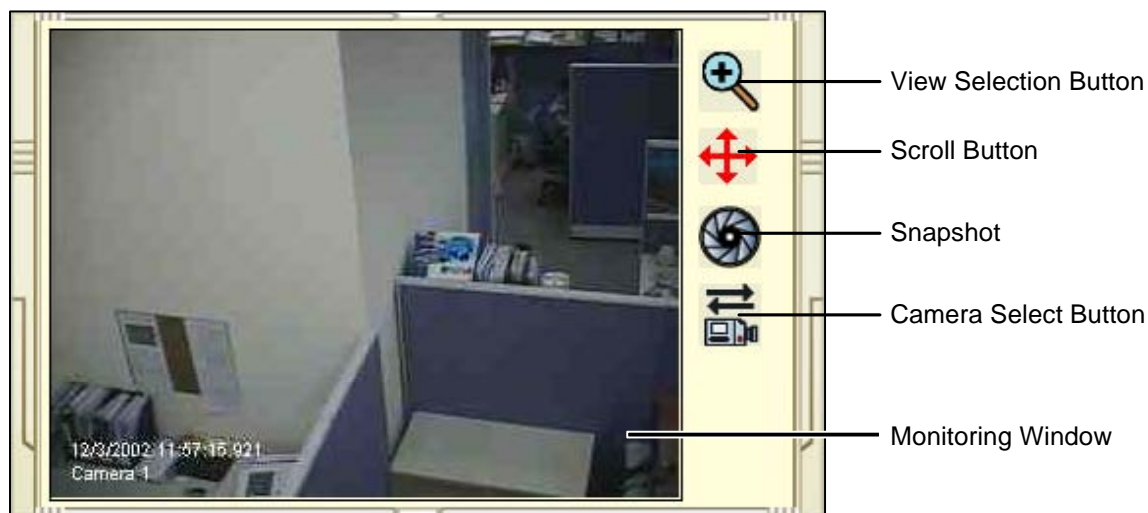 View Selection Button
Scroll Button
Snapshot
Camera Select Button
12/3/2002 11:57:15.921
Camera 1
Monitoring Window